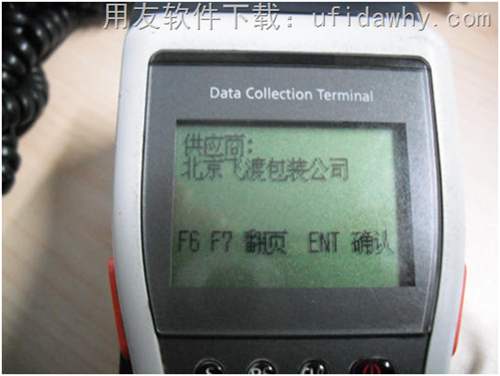 用友软件下载：ufidawhy.com
Data Collection Terminal
供应商:
北京飞渡包装公司
F6 F7 翻页 ENT 确认